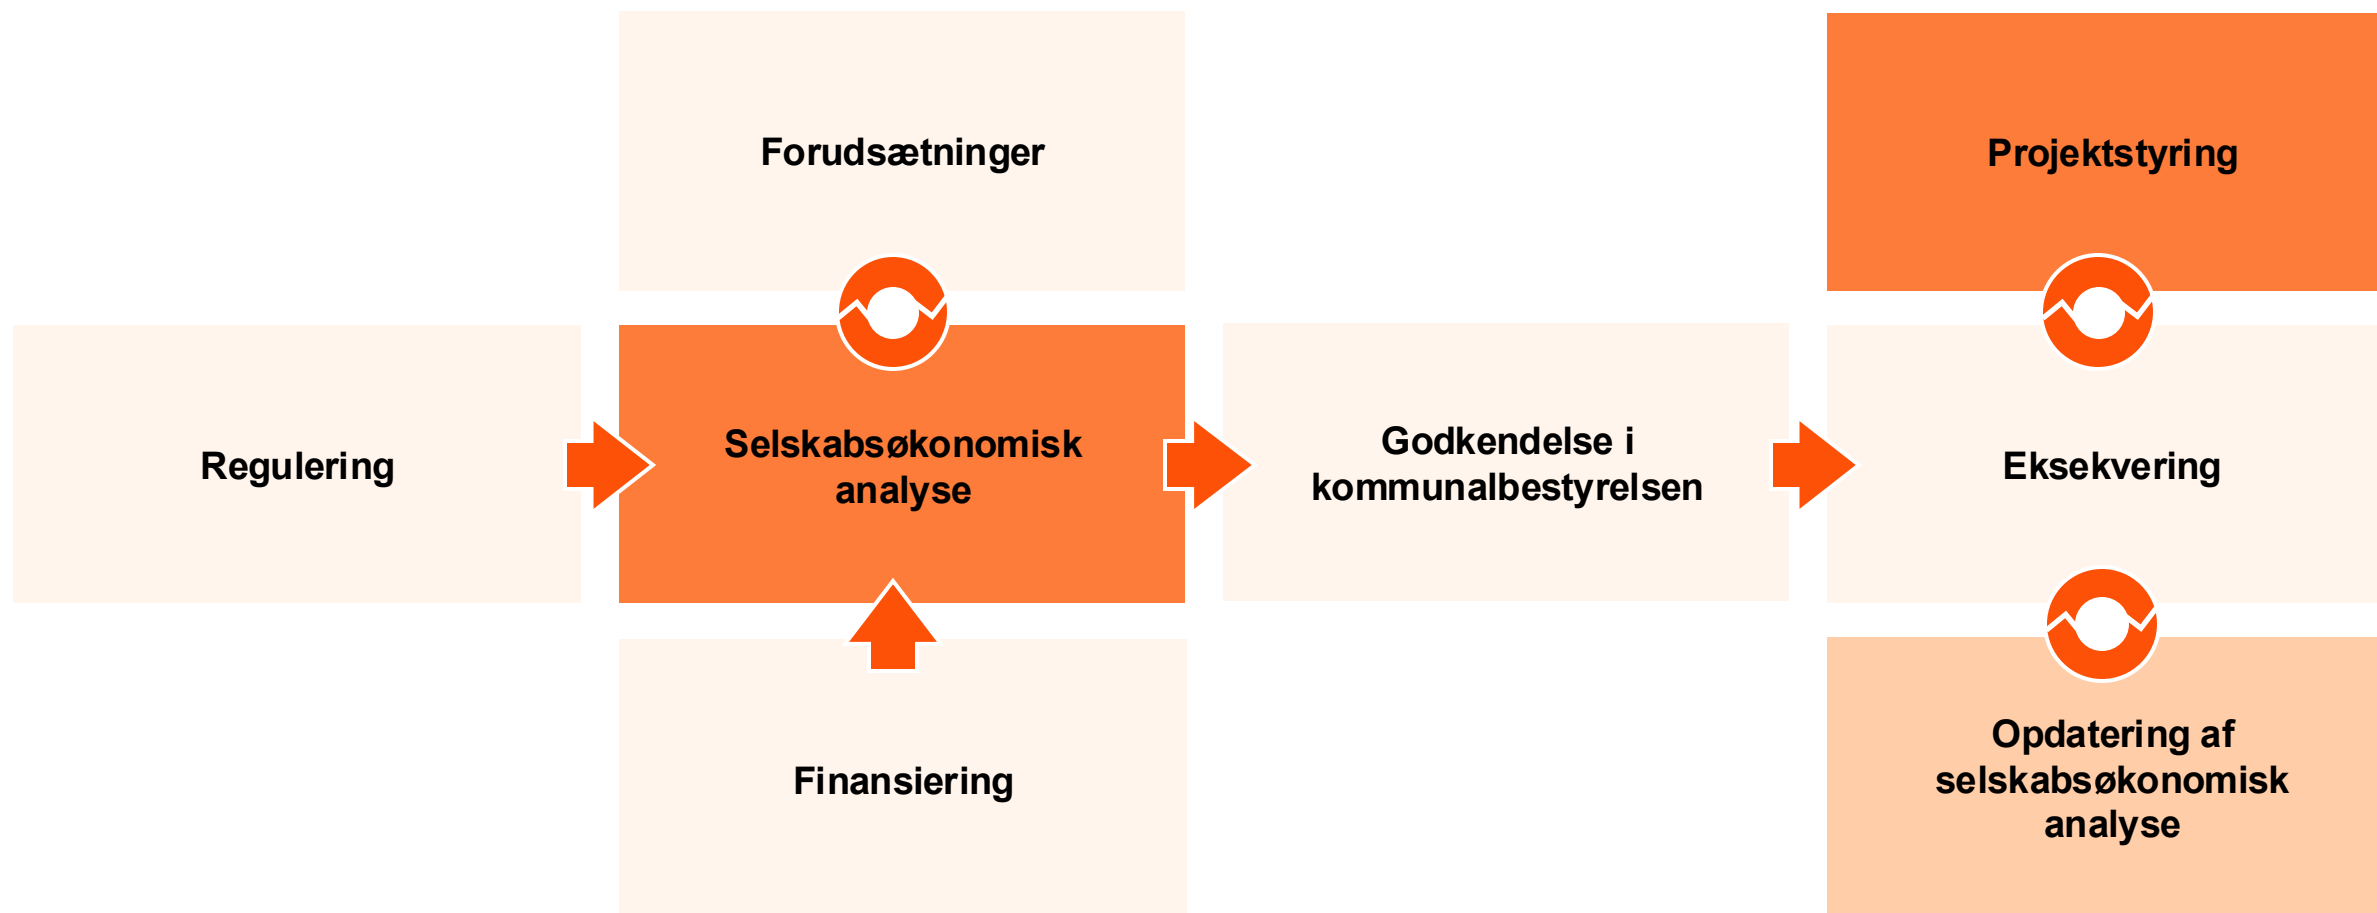 Forudsætninger
Projektstyring
Regulering
Selskabsøkonomisk
analyse
Godkendelse i
kommunalbestyrelsen
Eksekvering
Finansiering
Opdatering af
selskabsøkonomisk
analyse